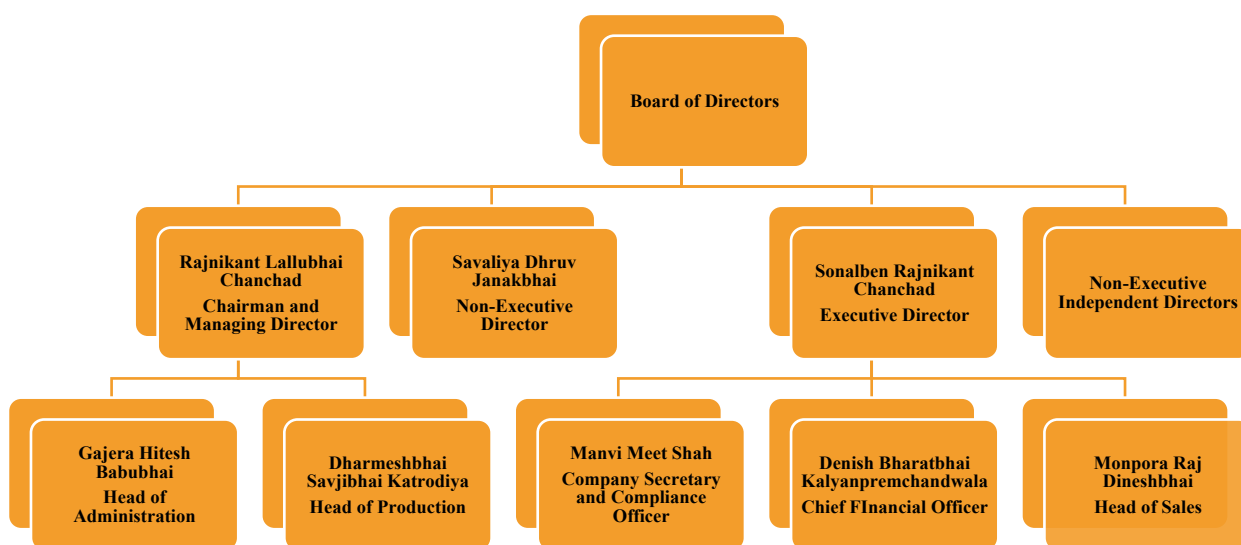 Board of Directors
Rajnikant Lallubhai
Chanchad
Chairman and
Managing Director
Savaliya Dhruv
Janakbhai
Non-Executive
Director
Sonalben Rajnikant
Chanchad
Executive Director
Non-Executive
Independent Directors
Gajera Hitesh
Babubhai
Head of
Administration
Dharmeshbhai
Savjibhai Katrodiya
Head of Production
Manvi Meet Shah
Company Secretary
and Compliance
Officer
Denish Bharatbhai
Kalyanpremchandwala
Chief FInancial Officer
Monpora Raj
Dineshbhai
Head of Sales